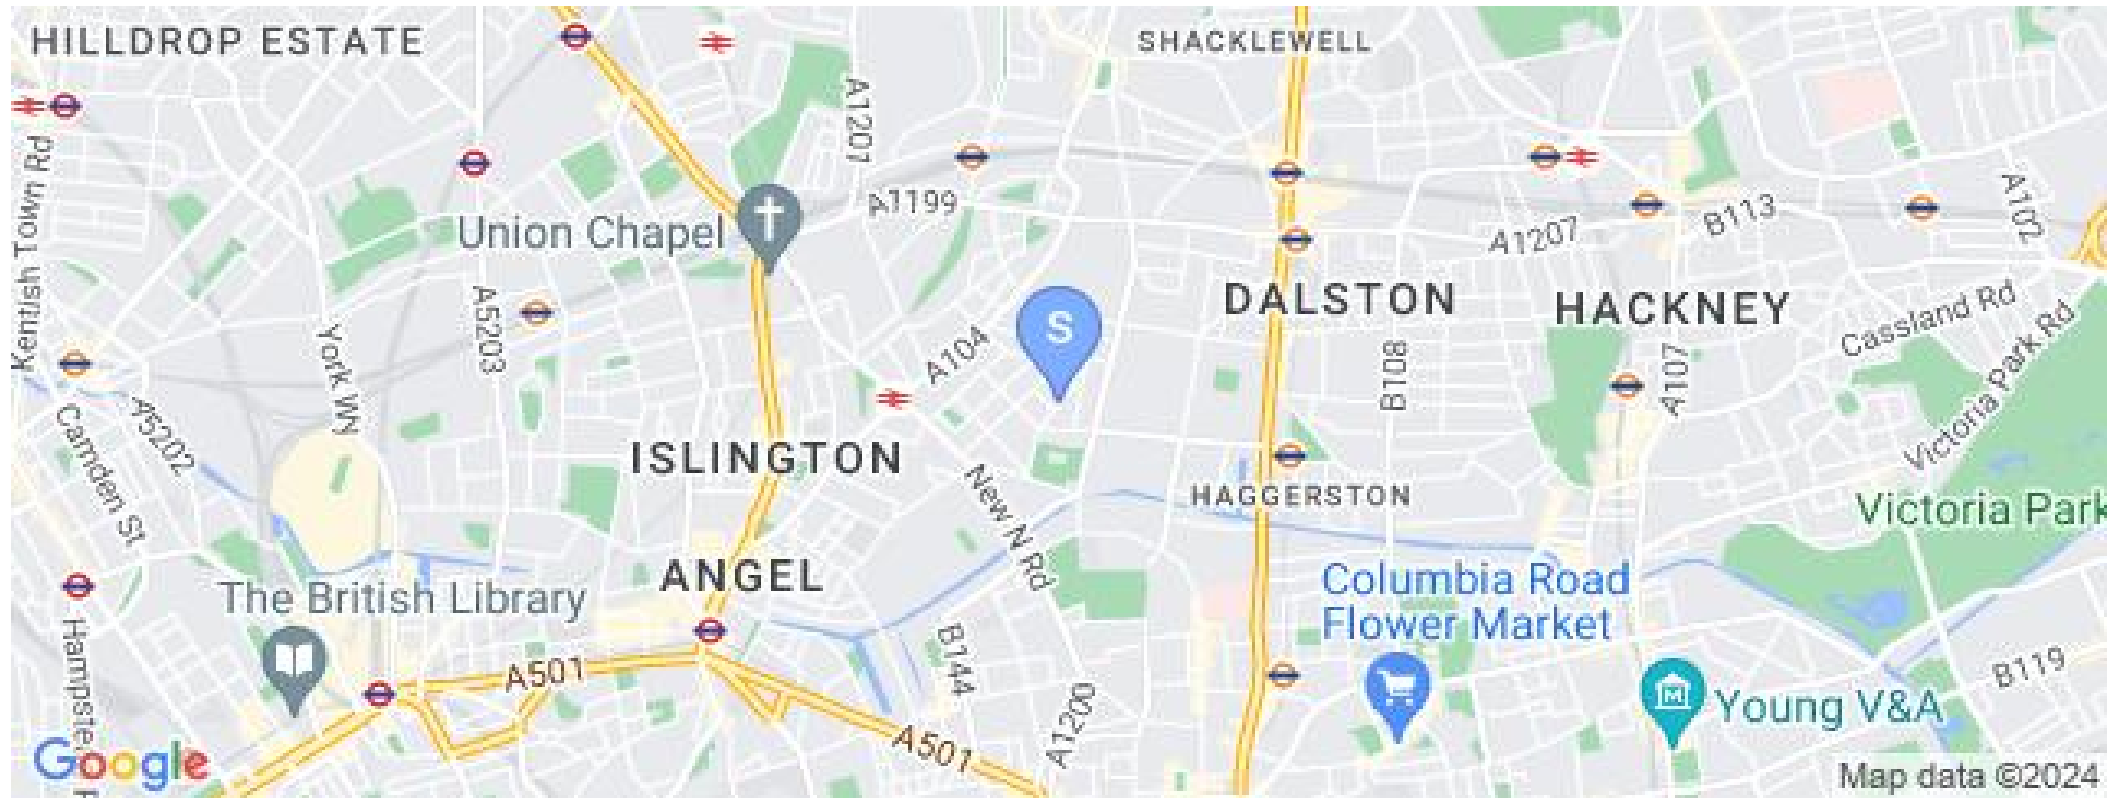 HILLDROP ESTATE
SHACKLEWELL
A1207
Kentish Town Rd
A1199
A102
Union Chapel
B113
A1207
S
DALSTON
HACKNEY
A5203
York Wy
A104
Cassland Rd
B108
A107
Victoria Park Rd
A5202
Camden St
ISLINGTON
New N Rd
HAGGERSTON
Victoria Park
ANGEL
Columbia Road
Flower Market
The British Library
B144
A501
B119
A1200
Young V&A
A501
Google
Map data ©2024